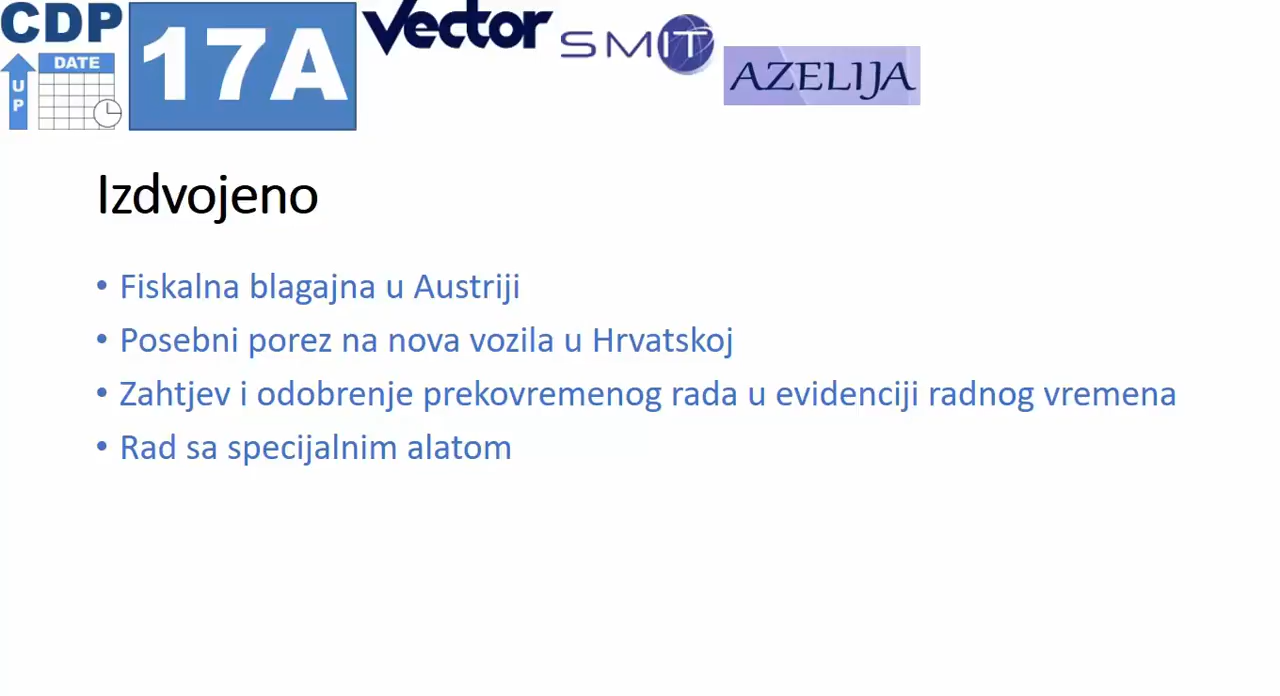 CDP
UP
DATE
17A
Vector
SMIT
AZELIJA
Izdvojeno
• Fiskalna blagajna u Austriji
• Posebni porez na nova vozila u Hrvatskoj
• Zahtjev i odobrenje prekovremenog rada u evidenciji radnog vremena
• Rad sa specijalnim alatom